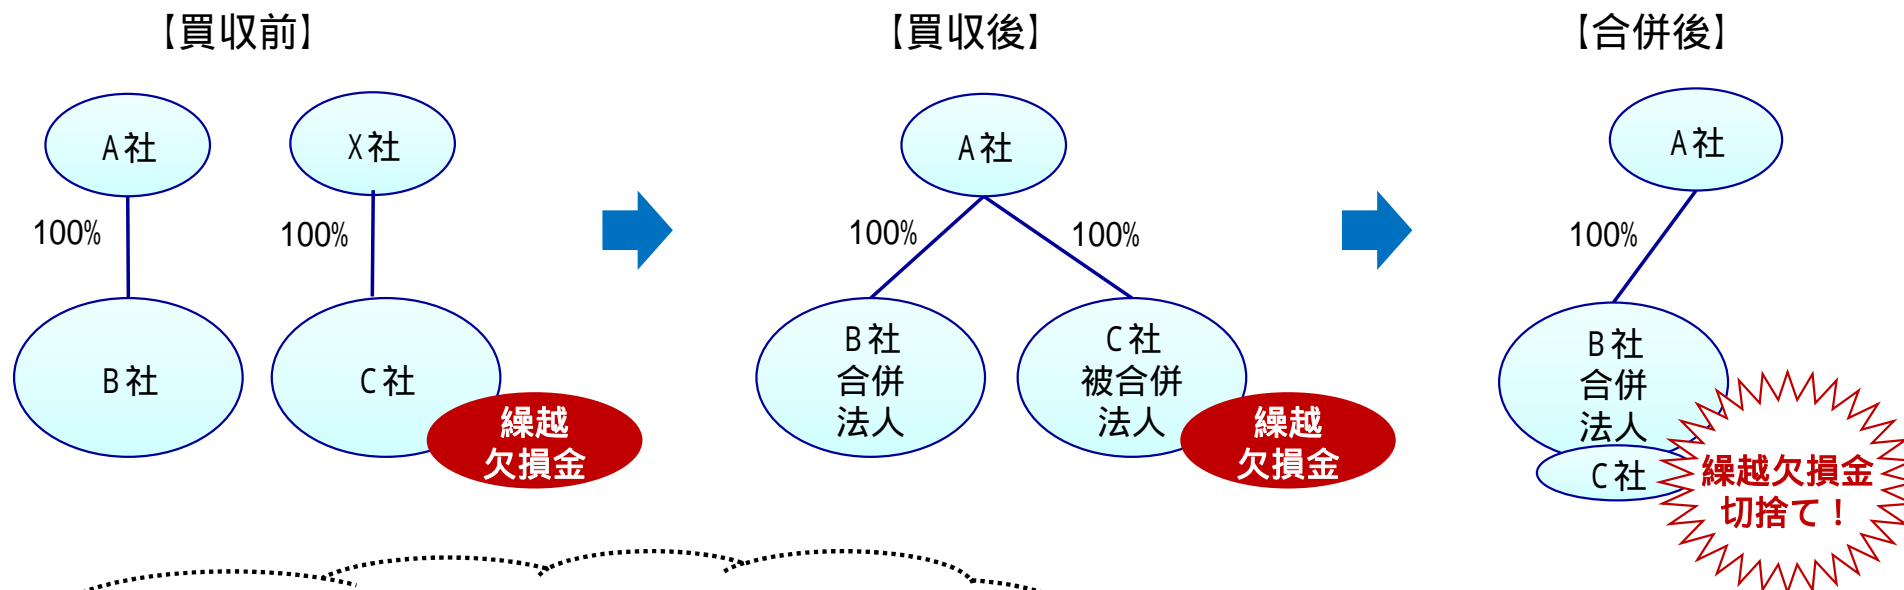 【買収前】
【買収後】
【合併後】
A社
X社
A社
A社
100%
100%
100%
100%
100%
B社
C社
繰越
欠損金
B社
合併
法人
C社
被合併
法人
繰越
欠損金
B社
合併
法人
C社
繰越欠損金
切捨て！